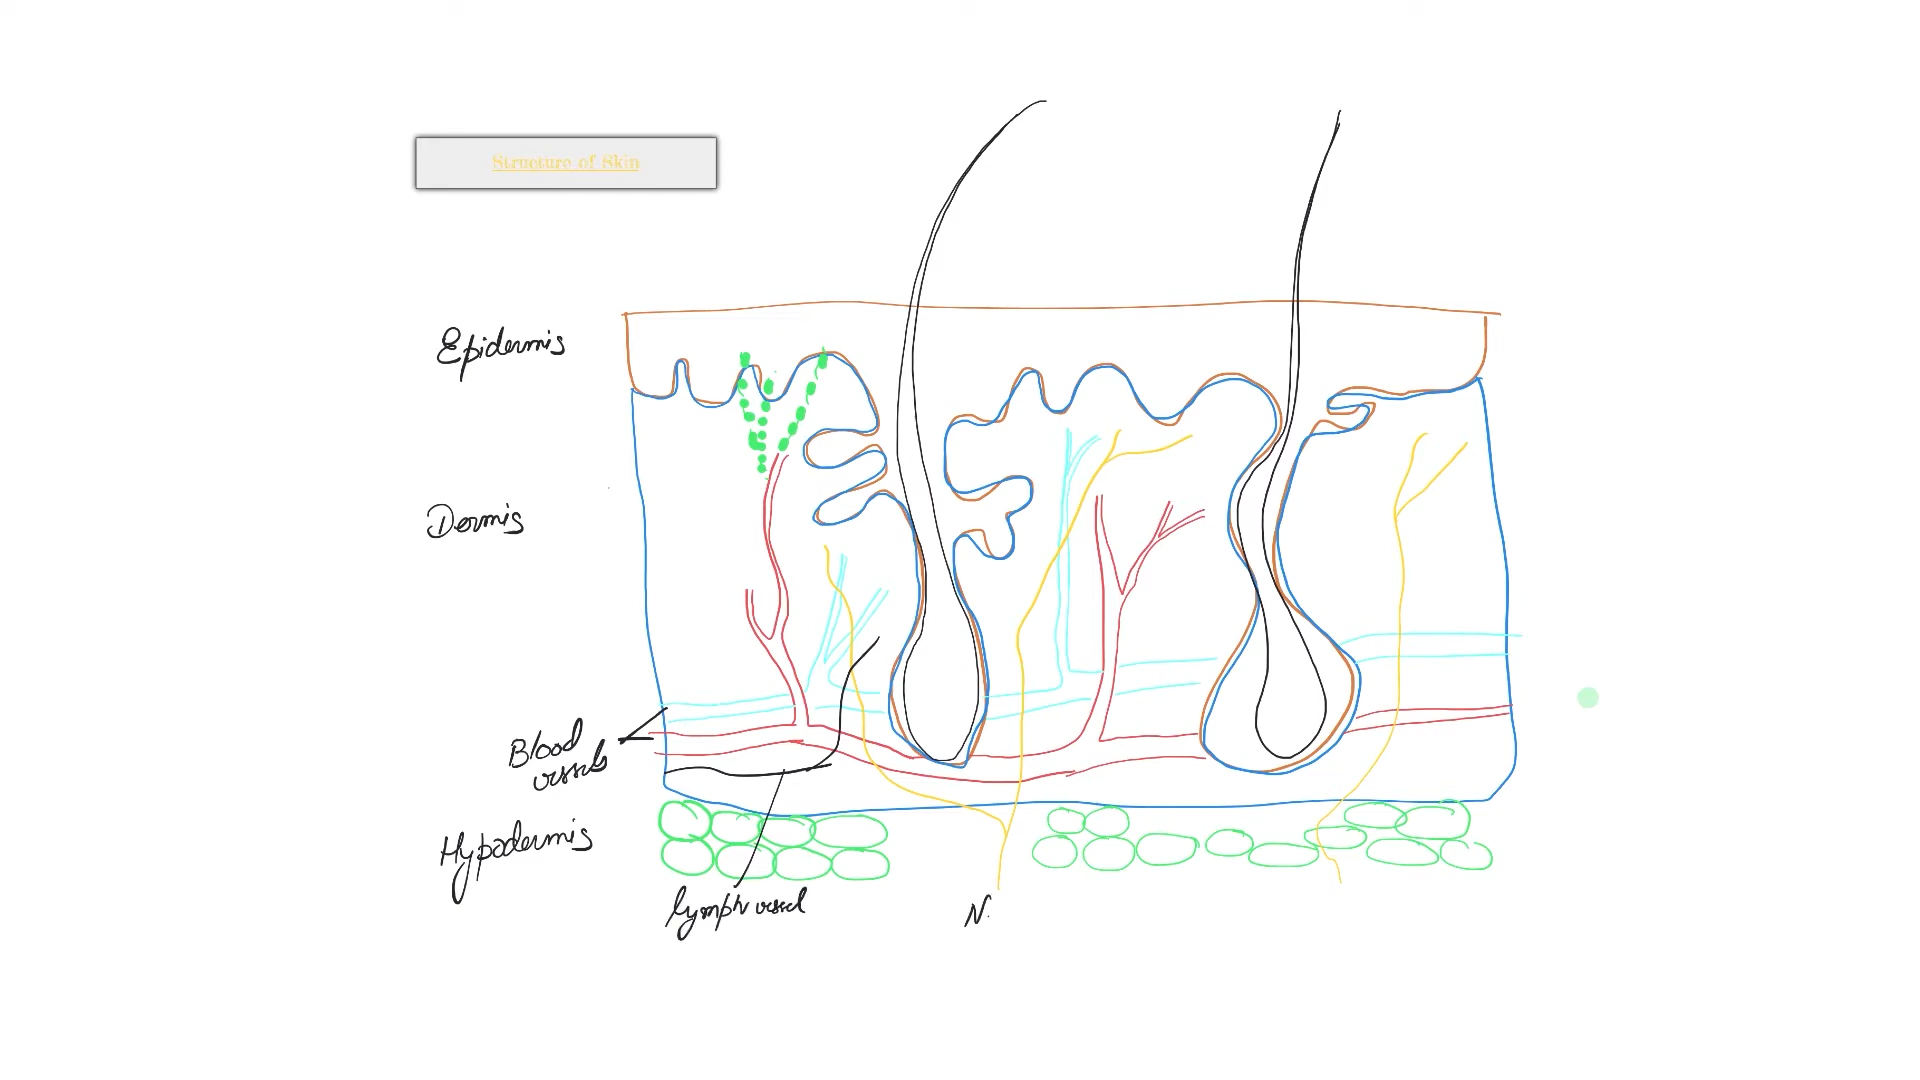 Structure of Skin
Epidermis
Dermis
Blood
vessels
Hypodermis
lymph vessel
N.